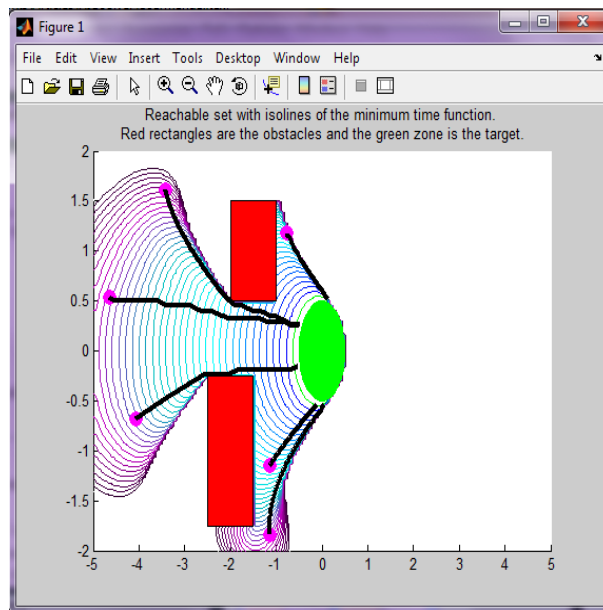 Figure 1
File Edit View Insert Tools Desktop Window Help
Reachable set with isolines of the minimum time function.
Red rectangles are the obstacles and the green zone is the target.
2
1.5
1
0.5
0
-0.5
-1
-1.5
-2
-5 -4 -3 -2 -1 0 1 2 3 4 5